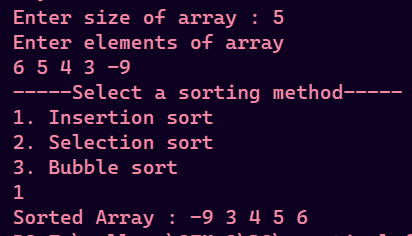 Enter size of array : 5
Enter elements of array
6 5 4 3 -9
-----Select a sorting method-----
1. Insertion sort
2. Selection sort
3. Bubble sort
1
Sorted Array : -9 3 4 5 6